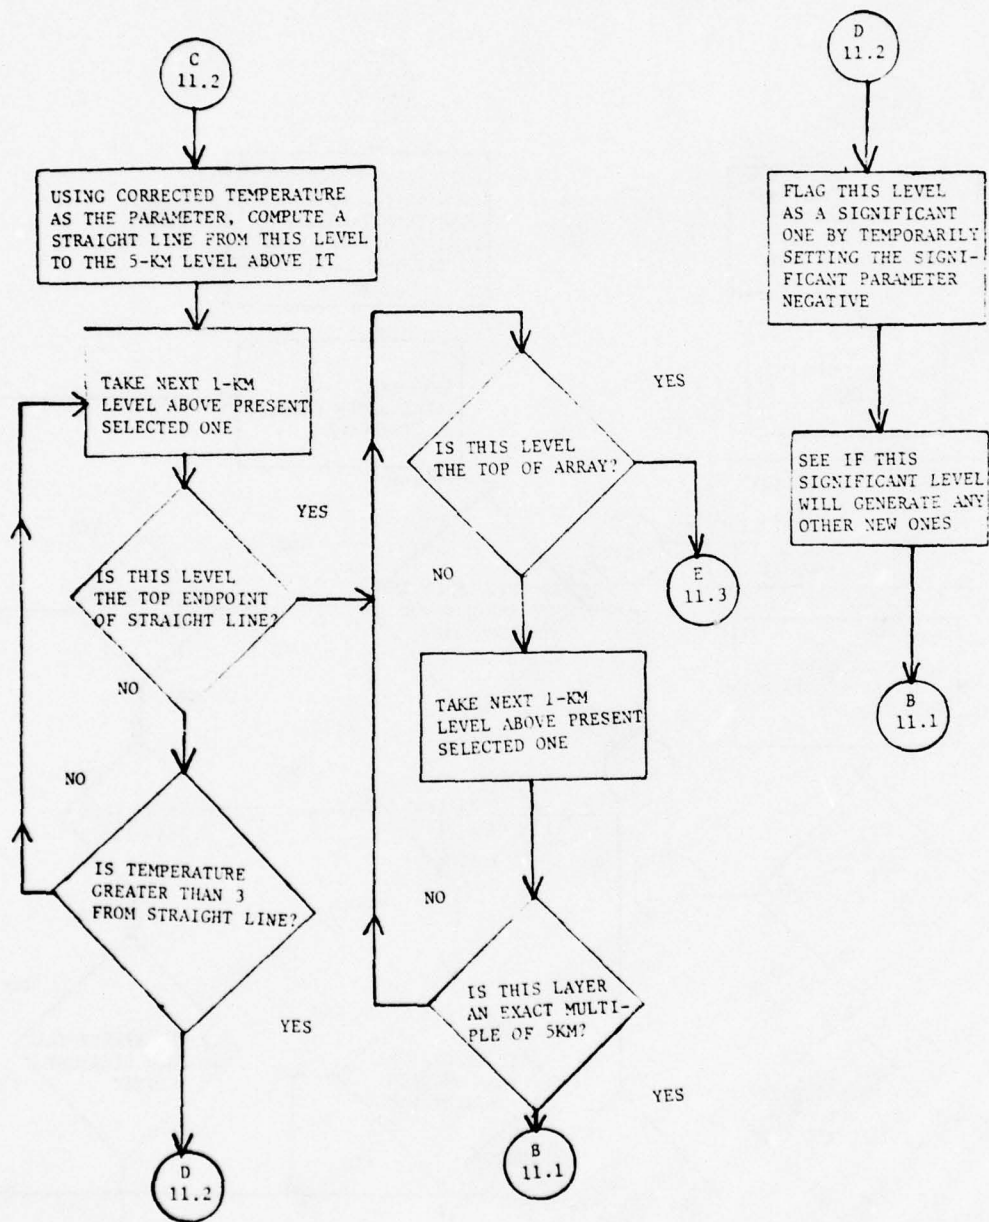 C
11.2
USING CORRECTED TEMPERATURE
AS THE PARAMETER, COMPUTE A
STRAIGHT LINE FROM THIS LEVEL
TO THE 5-KM LEVEL ABOVE IT
TAKE NEXT 1-KM
LEVEL ABOVE PRESENT
SELECTED ONE
YES
IS THIS LEVEL
THE TOP ENDPOINT
OF STRAIGHT LINE?
NO
NO
IS TEMPERATURE
GREATER THAN 3
FROM STRAIGHT LINE?
YES
D
11.2
YES
IS THIS LEVEL
THE TOP OF ARRAY?
NO
E
11.3
TAKE NEXT 1-KM
LEVEL ABOVE PRESENT
SELECTED ONE
NO
IS THIS LAYER
AN EXACT MULTI-
PLE OF 5KM?
YES
B
11.1
D
11.2
FLAG THIS LEVEL
AS A SIGNIFICANT
ONE BY TEMPORARILY
SETTING THE SIGNI-
FICANT PARAMETER
NEGATIVE
SEE IF THIS
SIGNIFICANT LEVEL
WILL GENERATE ANY
OTHER NEW ONES
B
11.1